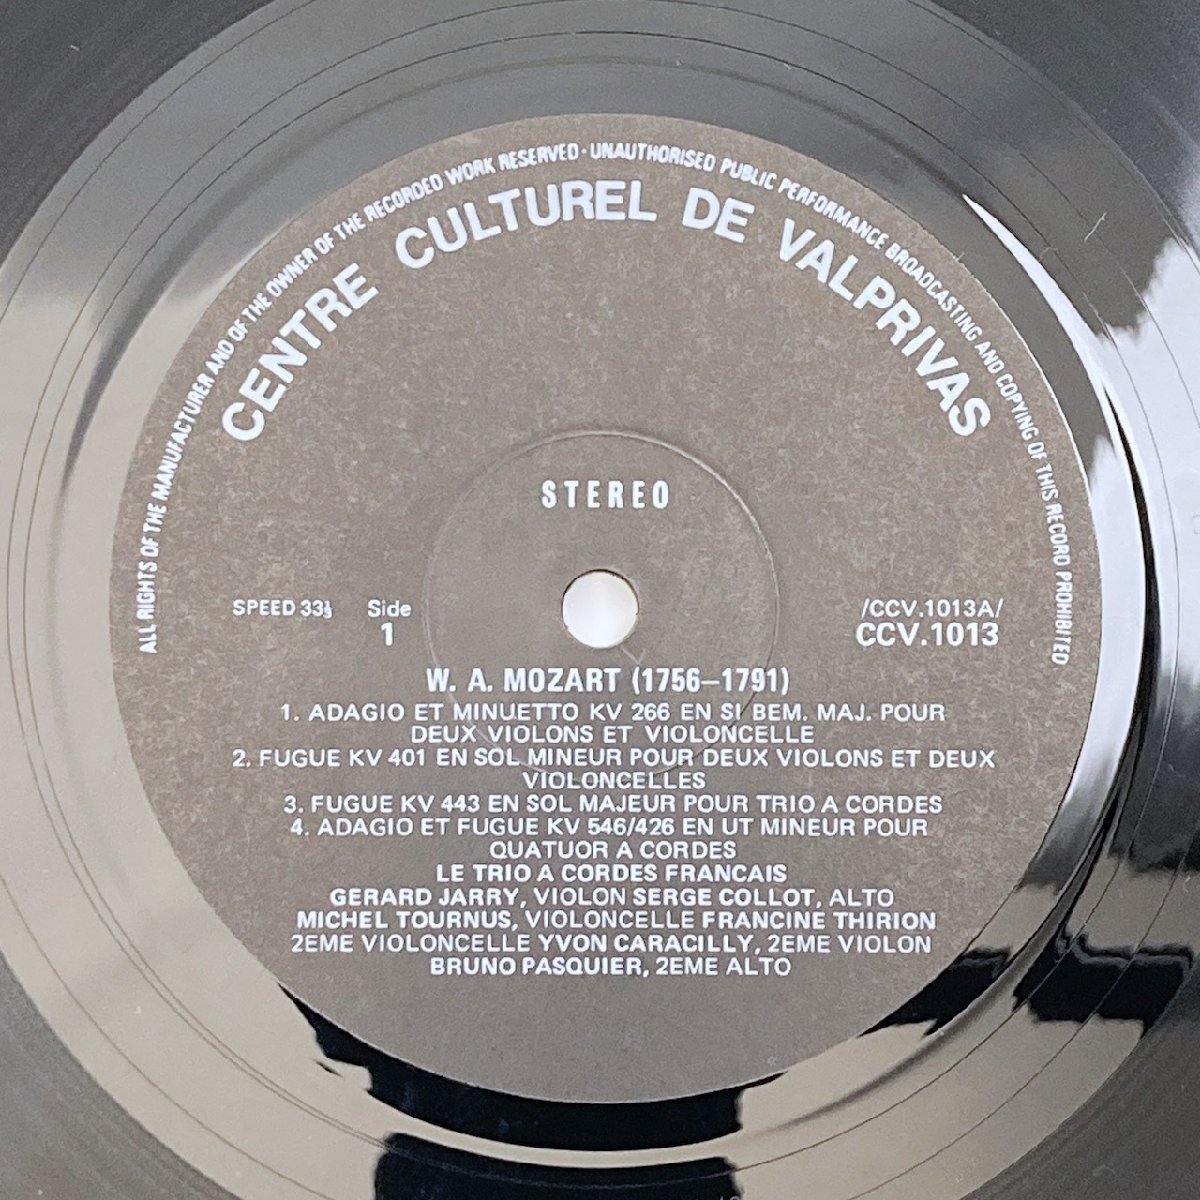 ALL RIGHTS OF THE MANUFACTURER AND OF THE OWNER OF THE RECORDED WORK RESERVED · UNAUTHORISED PUBLIC PERFORMANCE BROADCASTING AND COPYING OF THIS RECORD PROHIBITED
CENTRE CULTUREL DE VALPRIVAS
STEREO
SPEED 33⅓ Side /CCV.1013A/
1 CCV.1013
W. A. MOZART (1756–1791)
1. ADAGIO ET MINUETTO KV 266 EN SI BEM. MAJ. POUR
DEUX VIOLONS ET VIOLONCELLE
2. FUGUE KV 401 EN SOL MINEUR POUR DEUX VIOLONS ET DEUX
VIOLONCELLES
3. FUGUE KV 443 EN SOL MAJEUR POUR TRIO A CORDES
4. ADAGIO ET FUGUE KV 546/426 EN UT MINEUR POUR
QUATUOR A CORDES
LE TRIO A CORDES FRANCAIS
GERARD JARRY, VIOLON SERGE COLLOT, ALTO
MICHEL TOURNUS, VIOLONCELLE FRANCINE THIRION
2EME VIOLONCELLE YVON CARACILLY, 2EME VIOLON
BRUNO PASQUIER, 2EME ALTO